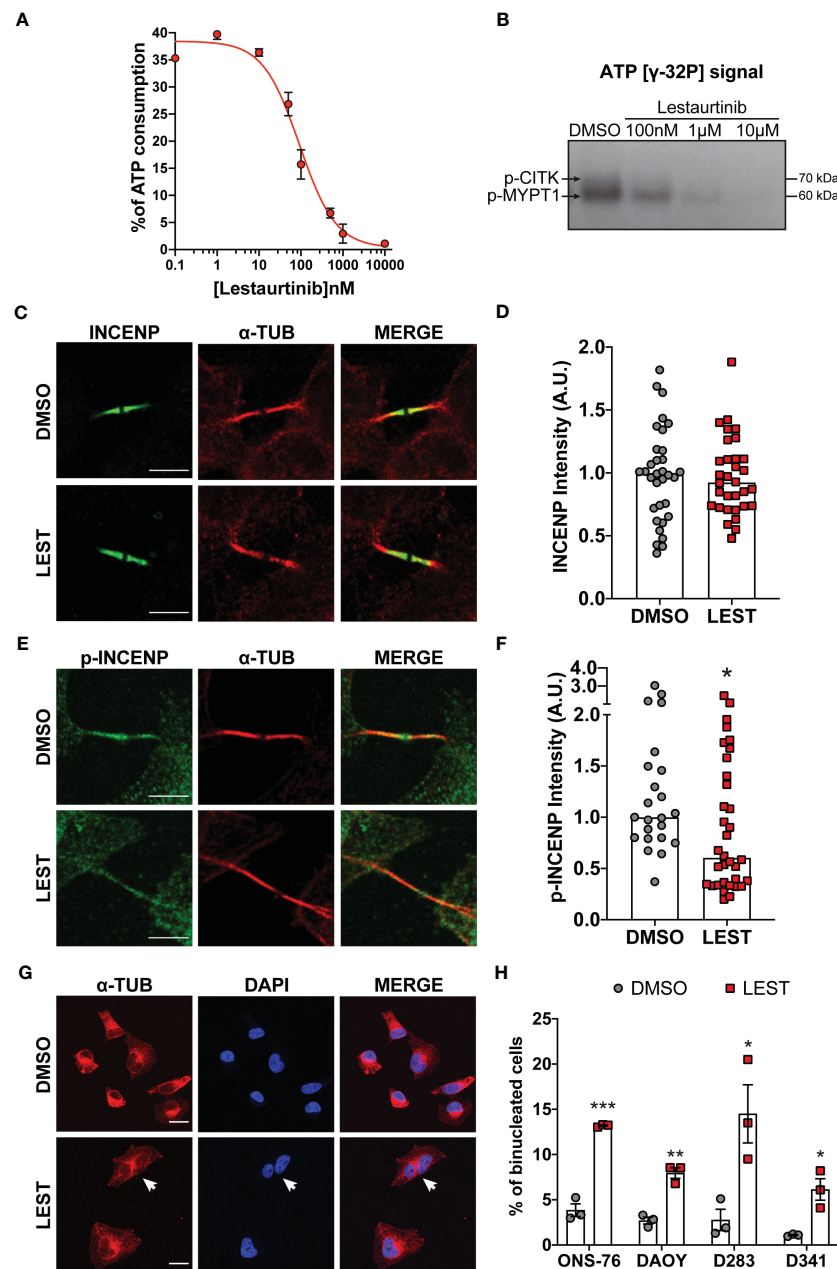 A
40
35
30
25
20
15
10
5
0
%of ATP consumption
0.1 1 10 100 1000 10000
[Lestaurtinib]nM
B
ATP [γ-32P] signal
Lestaurtinib
DMSO 100nM 1μM 10μM
p-CITK
p-MYPT1
70 kDa
60 kDa
C
INCENP α-TUB MERGE
DMSO
LEST
D
INCENP Intensity (A.U.)
2.0
1.5
1.0
0.5
0.0
DMSO LEST
E
p-INCENP α-TUB MERGE
DMSO
LEST
F
p-INCENP Intensity (A.U.)
4.0
3.0
2.0
1.0
0.5
0.0
*
DMSO LEST
G
α-TUB DAPI MERGE
DMSO
LEST
H
DMSO LEST
% of binucleated cells
25
20
15
10
5
0
***
**
*
*
ONS-76 DAOY D283 D341